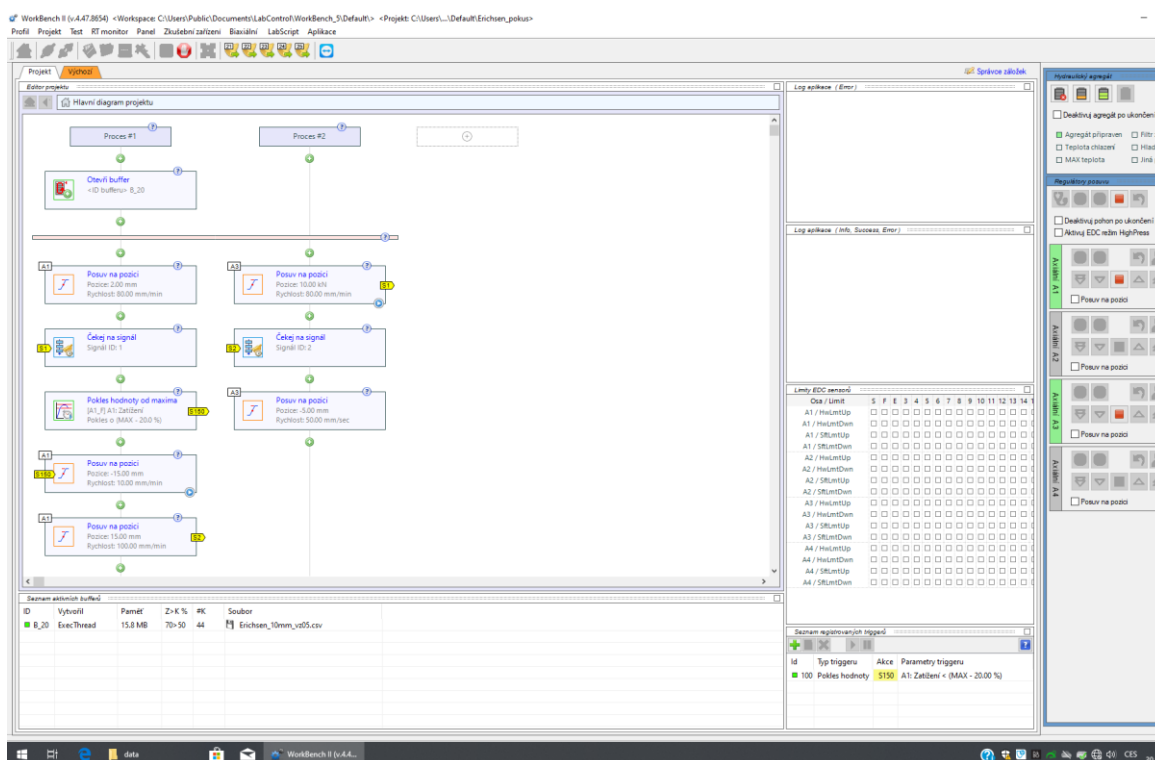 WorkBench II (v.4.47.8654) <Workspace: C:\Users\Public\Documents\LabControl\WorkBench_5\Default\> <Projekt: C:\Users\...\Default\Erichsen_pokus>
Profil Projekt Test RT monitor Panel Zkušební zařízení Biaxiální LabScript Aplikace
Projekt Výchozí Správce záložek
Editor projektu
Hlavní diagram projektu
Proces #1 Proces #2
Otevři buffer
<ID bufferu> B_20
A1
Posuv na pozici
Pozice: 2.00 mm
Rychlost: 80.00 mm/min
A3
Posuv na pozici
Pozice: 10.00 kN
Rychlost: 80.00 mm/min
S1
S1
Čekej na signál
Signál ID: 1
S2
Čekej na signál
Signál ID: 2
Pokles hodnoty od maxima
[A1_F] A1: Zatížení
Pokles o (MAX - 20.0 %)
S150
A3
Posuv na pozici
Pozice: -5.00 mm
Rychlost: 50.00 mm/sec
A1
S150
Posuv na pozici
Pozice: -15.00 mm
Rychlost: 10.00 mm/min
A1
Posuv na pozici
Pozice: 15.00 mm
Rychlost: 100.00 mm/min
S2
Seznam aktivních bufferů
ID Vytvořil Paměť Z>K % #K Soubor
B_20 ExecThread 15.8 MB 70>50 44 Erichsen_10mm_vz05.csv
Log aplikace (Error)
Log aplikace (Info, Success, Error)
Limity EDC sensorů
Osa / Limit S F E 3 4 5 6 7 8 9 10 11 12 13 14
A1 / HwLmtUp
A1 / HwLmtDwn
A1 / SftLmtUp
A1 / SftLmtDwn
A2 / HwLmtUp
A2 / HwLmtDwn
A2 / SftLmtUp
A2 / SftLmtDwn
A3 / HwLmtUp
A3 / HwLmtDwn
A3 / SftLmtUp
A3 / SftLmtDwn
A4 / HwLmtUp
A4 / HwLmtDwn
A4 / SftLmtUp
A4 / SftLmtDwn
Seznam registrovaných triggerů
Id Typ triggeru Akce Parametry triggeru
100 Pokles hodnoty S150 A1: Zatížení < (MAX - 20.00 %)
Hydraulický agregát
Deaktivuj agregát po ukončení
Agregát připraven Filtr
Teplota chlazení Hlad
MAX teplota Jiná
Regulátory posuvu
Deaktivuj pohon po ukončení
Aktivuj EDC režim HighPress
Axiální A1
Posuv na pozici
Axiální A2
Posuv na pozici
Axiální A3
Posuv na pozici
Axiální A4
Posuv na pozici
data WorkBench II (v.4.4... CES